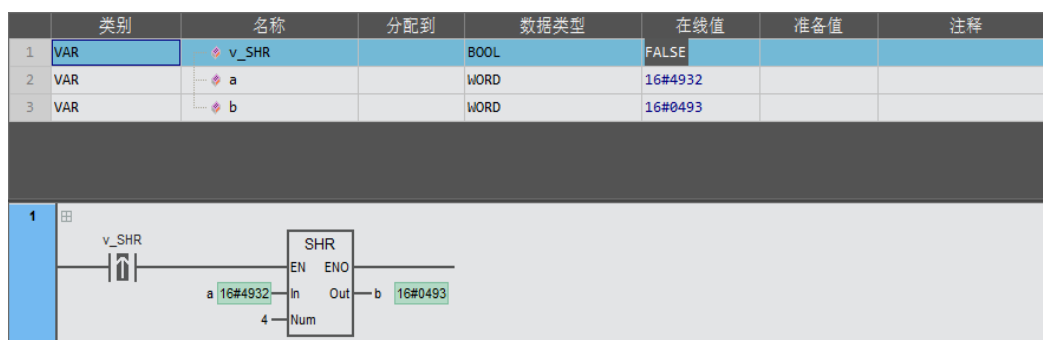 类别 名称 分配到 数据类型 在线值 准备值 注释
1 VAR v_SHR BOOL FALSE
2 VAR a WORD 16#4932
3 VAR b WORD 16#0493
1
v_SHR
SHR
EN ENO
a 16#4932 In Out b 16#0493
4 Num